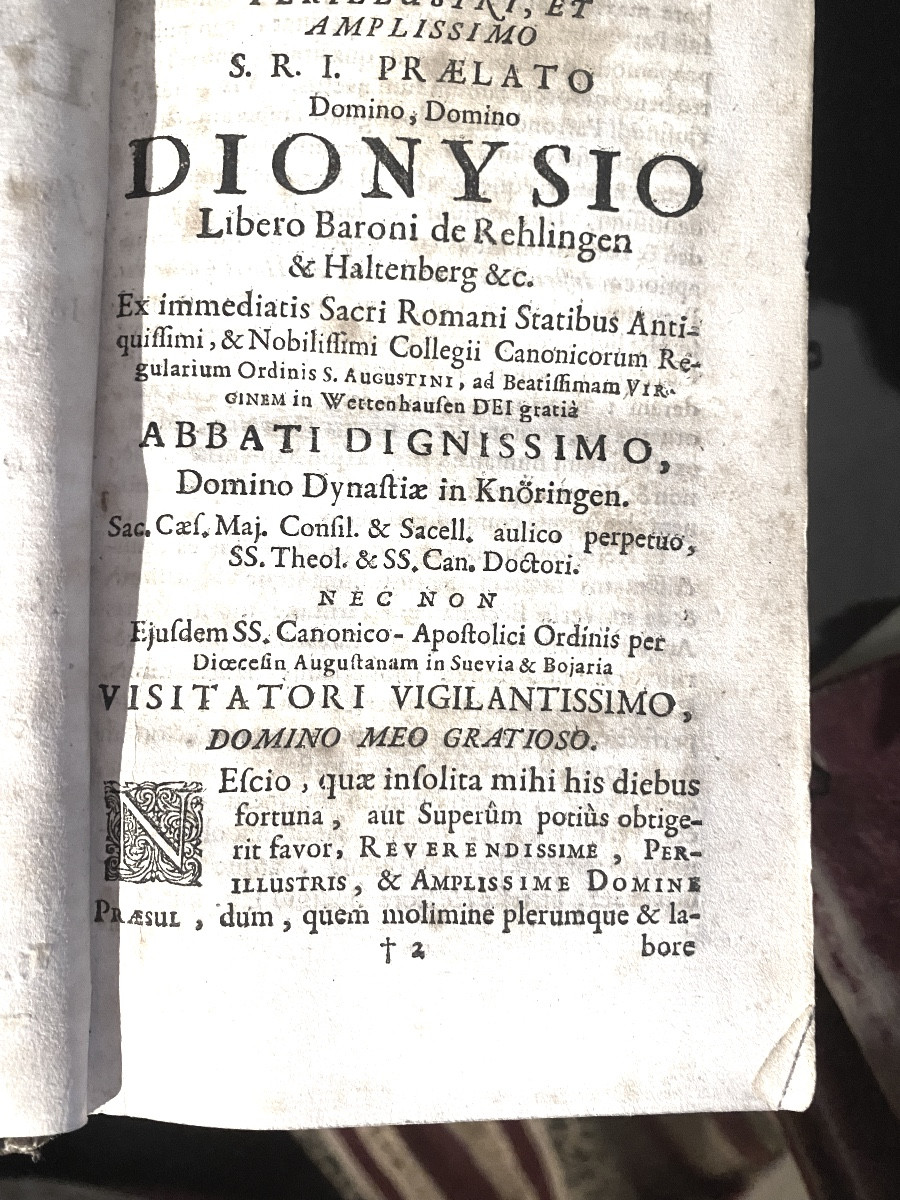 PERILLUSTRI, ET
AMPLISSIMO
S. R. I. PRÆLATO
Domino, Domino
DIONYSIO
Libero Baroni de Rehlingen
& Haltenberg &c.
Ex immediatis Sacri Romani Statibus Anti-
quiſſimi, & Nobiliſſimi Collegii Canonicorum Re-
gularium Ordinis S. AUGUSTINI, ad Beatiſſimam VIR-
GINEM in Wettenhauſen DEI gratiâ
ABBATI DIGNISSIMO,
Domino Dynaſtiæ in Knöringen.
Sac. Cæſ. Maj. Conſil. & Sacell. aulico perpetuo,
SS. Theol. & SS. Can. Doctori.
NEC NON
Ejuſdem SS. Canonico-Apoſtolici Ordinis per
Diœceſin Auguſtanam in Suevia & Bojaria
VISITATORI VIGILANTISSIMO,
DOMINO MEO GRATIOSO.
NEſcio, quæ inſolita mihi his diebus
fortuna, aut Superûm potiùs obtige-
rit favor, REVERENDISSIME, PER-
ILLUSTRIS, & AMPLISSIME DOMINE
PRÆSUL, dum, quem molimine plerumque & la-
† 2 bore